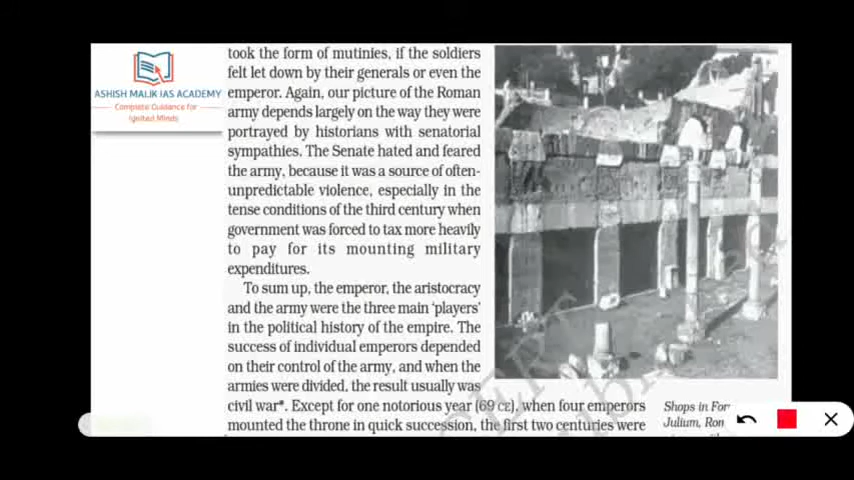 ASHISH MALIK IAS ACADEMY
Complete Guidance for
Ignited Minds
took the form of mutinies, if the soldiers
felt let down by their generals or even the
emperor. Again, our picture of the Roman
army depends largely on the way they were
portrayed by historians with senatorial
sympathies. The Senate hated and feared
the army, because it was a source of often-
unpredictable violence, especially in the
tense conditions of the third century when
government was forced to tax more heavily
to pay for its mounting military
expenditures.
To sum up, the emperor, the aristocracy
and the army were the three main ‘players’
in the political history of the empire. The
success of individual emperors depended
on their control of the army, and when the
armies were divided, the result usually was
civil war*. Except for one notorious year (69 CE), when four emperors
mounted the throne in quick succession, the first two centuries were
Shops in
Julium,